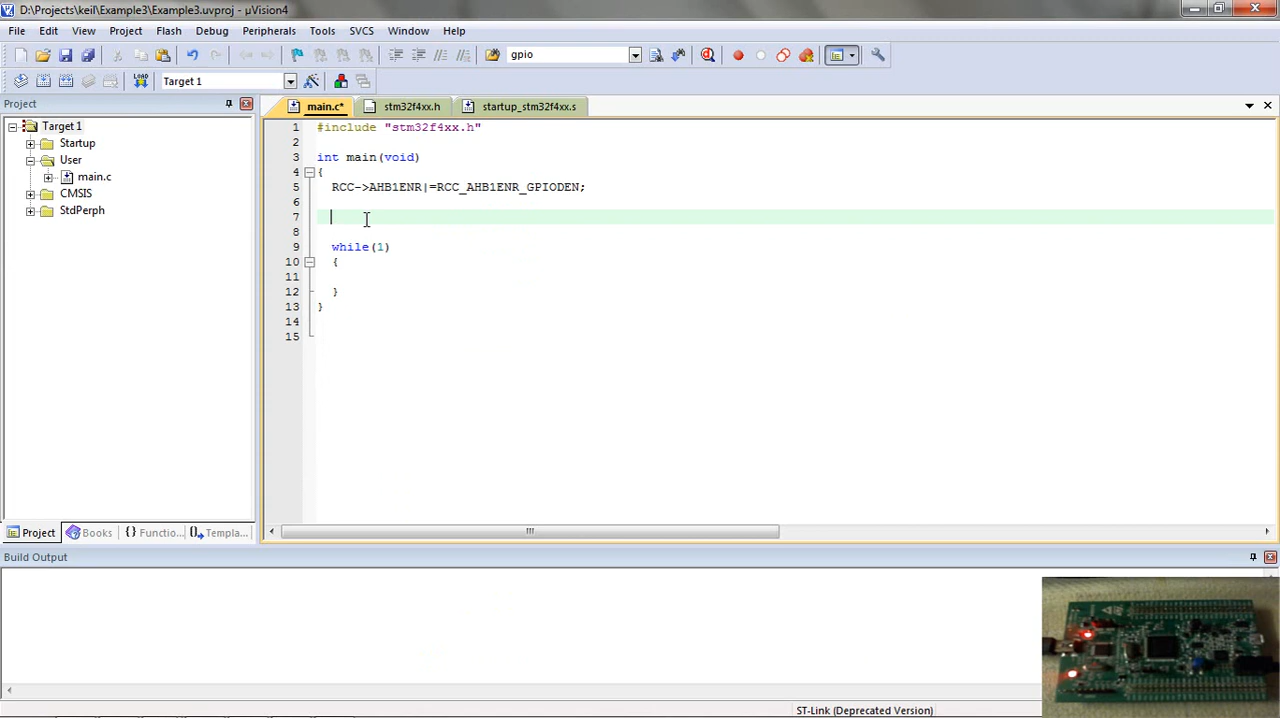 D:\Projects\keil\Example3\Example3.uvproj - µVision4
File Edit View Project Flash Debug Peripherals Tools SVCS Window Help
gpio
LOAD Target 1
Project
main.c* stm32f4xx.h startup_stm32f4xx.s
Target 1
Startup
User
main.c
CMSIS
StdPerph
1 #include "stm32f4xx.h"
2
3 int main(void)
4 {
5 RCC->AHB1ENR|=RCC_AHB1ENR_GPIODEN;
6
7
8
9 while(1)
10 {
11
12 }
13 }
14
15
Project Books {} Functio... Templa...
Build Output
ST-Link (Deprecated Version)